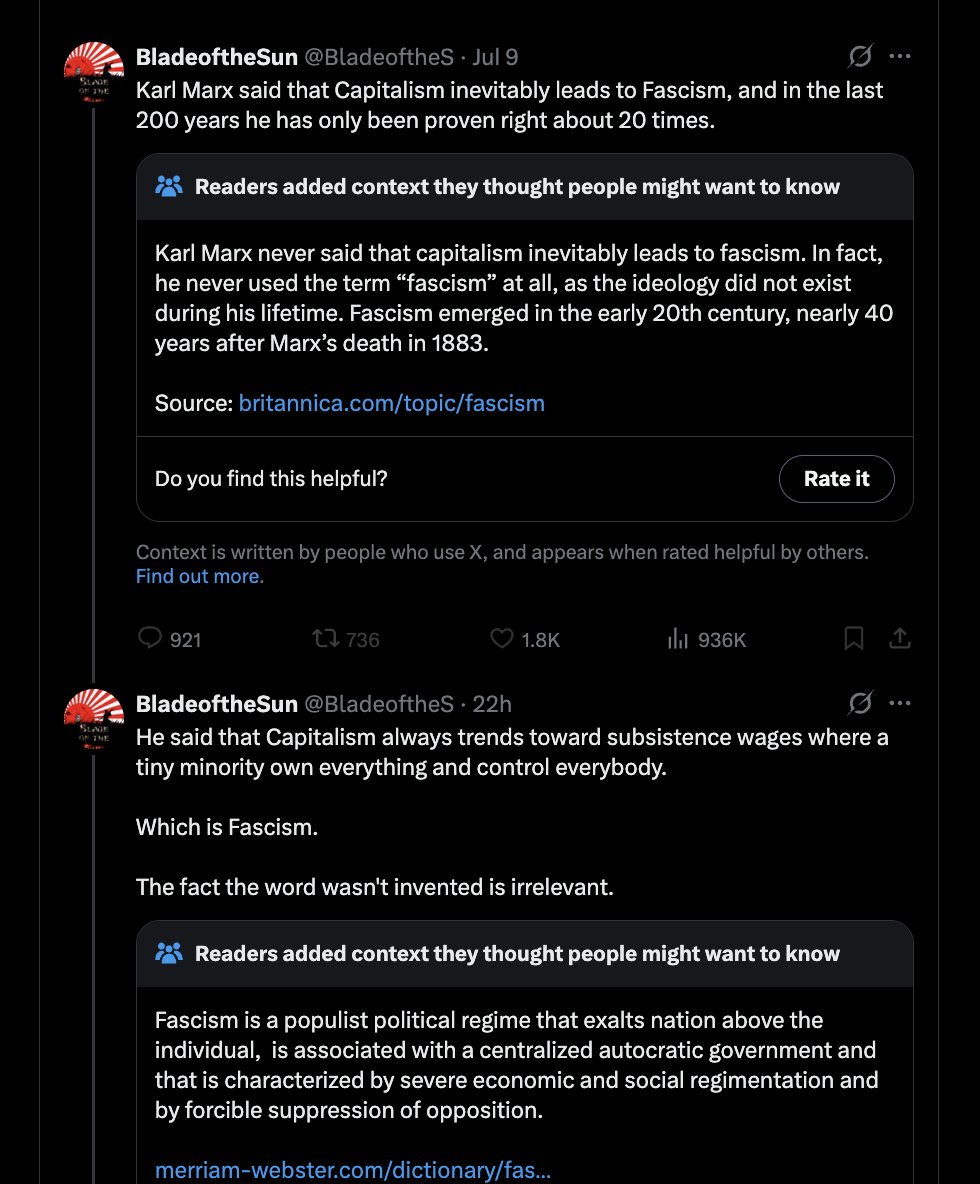 BladeoftheSun @BladeoftheS · Jul 9
Karl Marx said that Capitalism inevitably leads to Fascism, and in the last
200 years he has only been proven right about 20 times.
Readers added context they thought people might want to know
Karl Marx never said that capitalism inevitably leads to fascism. In fact,
he never used the term “fascism” at all, as the ideology did not exist
during his lifetime. Fascism emerged in the early 20th century, nearly 40
years after Marx’s death in 1883.
Source: britannica.com/topic/fascism
Do you find this helpful?
Rate it
Context is written by people who use X, and appears when rated helpful by others.
Find out more.
921 736 1.8K 936K
BladeoftheSun @BladeoftheS · 22h
He said that Capitalism always trends toward subsistence wages where a
tiny minority own everything and control everybody.
Which is Fascism.
The fact the word wasn't invented is irrelevant.
Readers added context they thought people might want to know
Fascism is a populist political regime that exalts nation above the
individual,  is associated with a centralized autocratic government and
that is characterized by severe economic and social regimentation and
by forcible suppression of opposition.
merriam-webster.com/dictionary/fas...